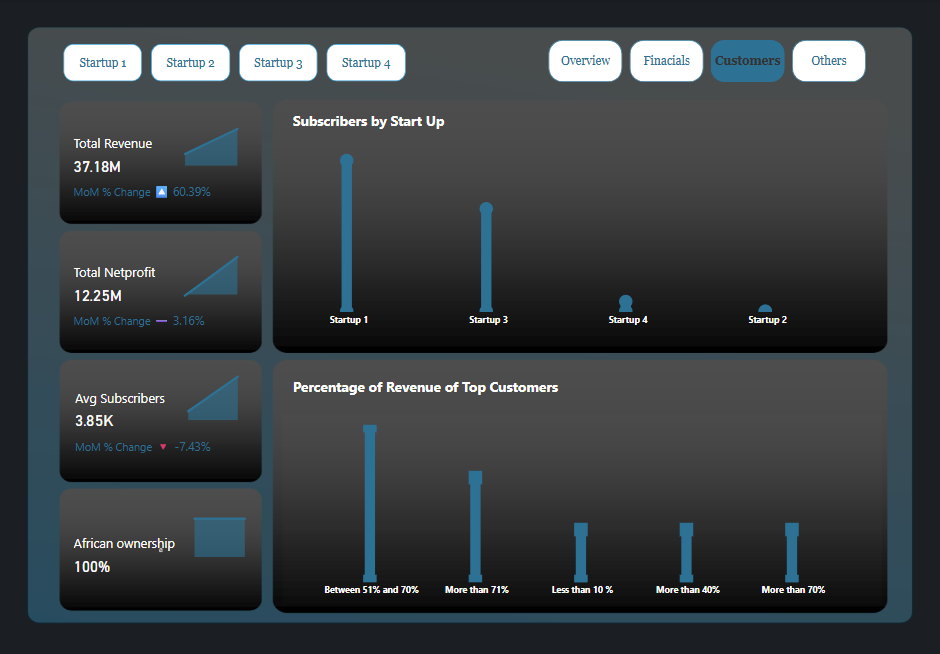 Startup 1
Startup 2
Startup 3
Startup 4
Overview
Finacials
Customers
Others
Total Revenue
37.18M
MoM % Change 🔼 60.39%
Total Netprofit
12.25M
MoM % Change ➖ 3.16%
Avg Subscribers
3.85K
MoM % Change 🔻 -7.43%
African ownership
100%
Subscribers by Start Up
Startup 1
Startup 3
Startup 4
Startup 2
Percentage of Revenue of Top Customers
Between 51% and 70%
More than 71%
Less than 10 %
More than 40%
More than 70%